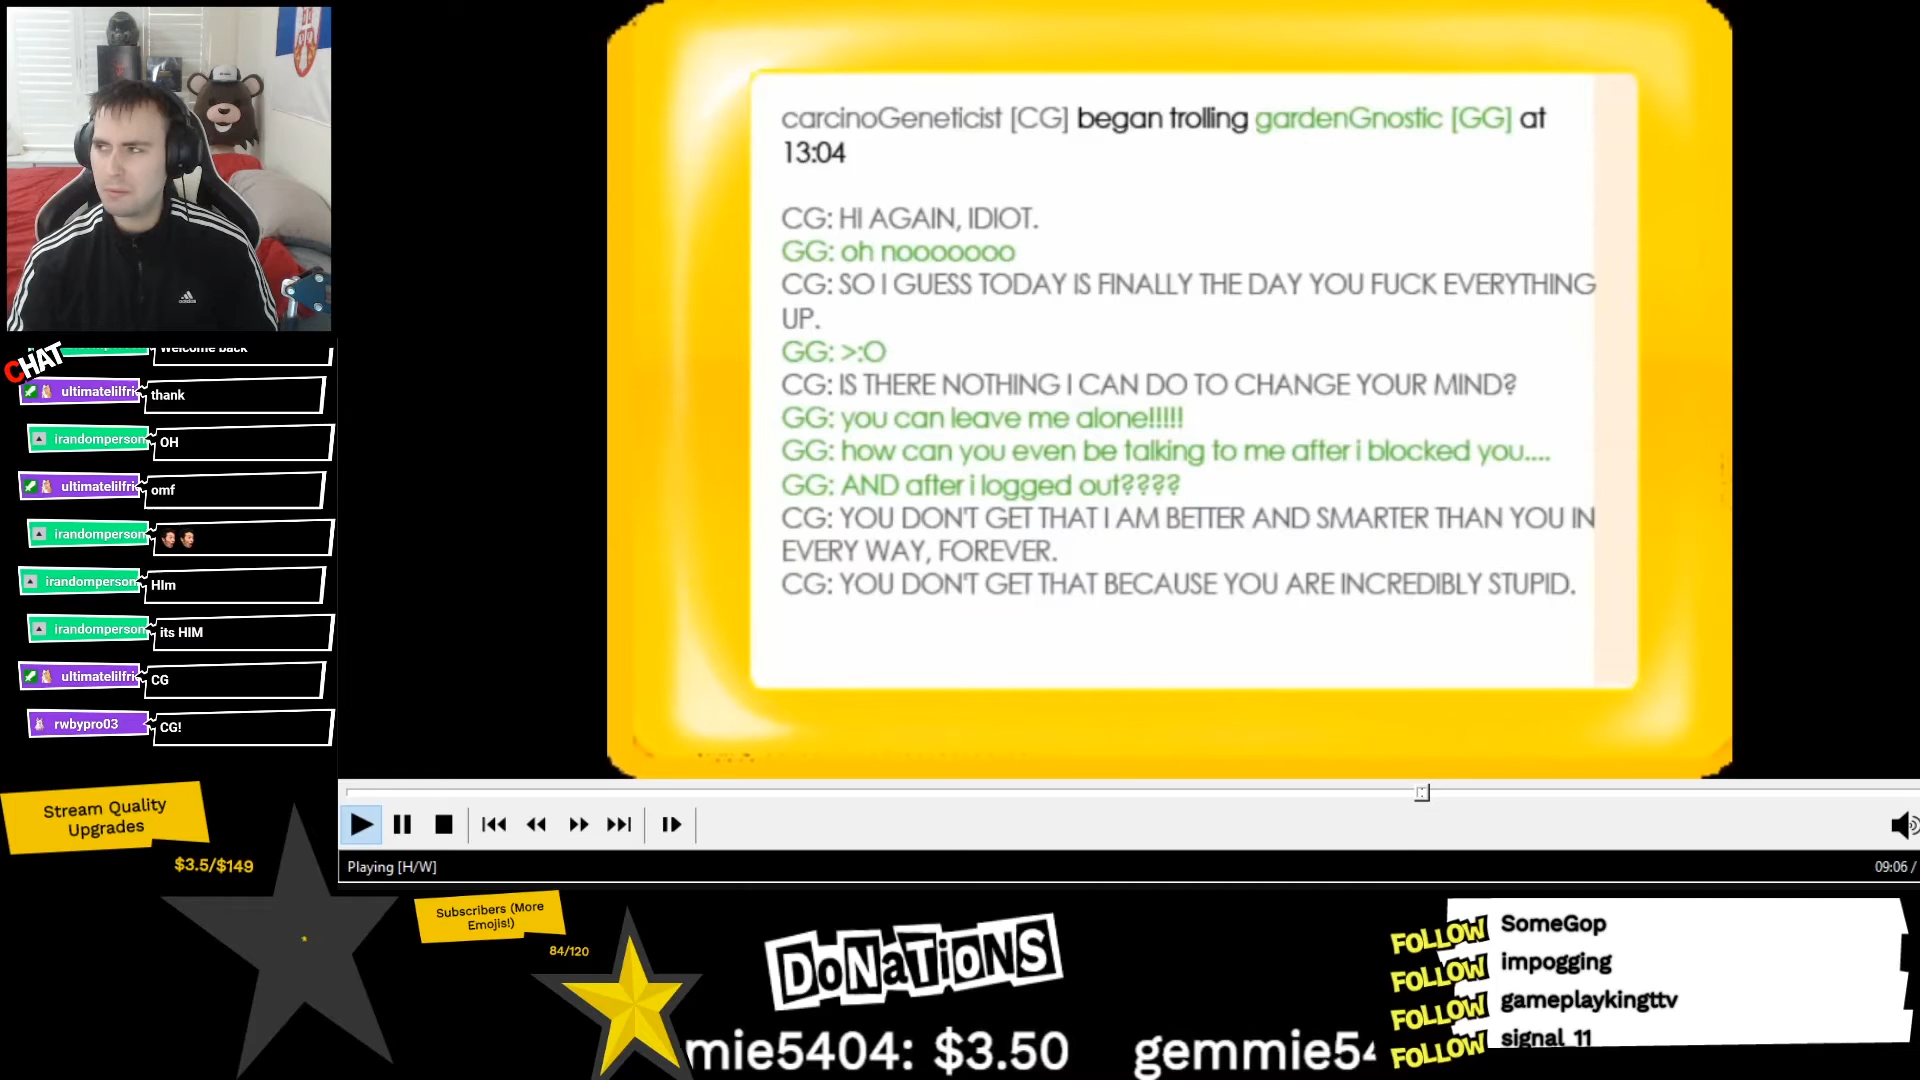 carcinoGeneticist [CG] began trolling gardenGnostic [GG] at
13:04
CG: HI AGAIN, IDIOT.
GG: oh nooooooo
CG: SO I GUESS TODAY IS FINALLY THE DAY YOU FUCK EVERYTHING
UP.
GG: >:O
CG: IS THERE NOTHING I CAN DO TO CHANGE YOUR MIND?
GG: you can leave me alone!!!!!
GG: how can you even be talking to me after i blocked you....
GG: AND after i logged out????
CG: YOU DON'T GET THAT I AM BETTER AND SMARTER THAN YOU IN
EVERY WAY, FOREVER.
CG: YOU DON'T GET THAT BECAUSE YOU ARE INCREDIBLY STUPID.
CHAT
Welcome back
ultimatelilfri thank
irandomperson OH
ultimatelilfri omf
irandomperson
irandomperson HIm
irandomperson its HIM
ultimatelilfri CG
rwbypro03 CG!
Playing [H/W]
09:06 /
Stream Quality
Upgrades
$3.5/$149
Subscribers (More
Emojis!)
84/120
DONATIONS
mie5404: $3.50 gemmie54
FOLLOW SomeGop
FOLLOW impogging
FOLLOW gameplaykingttv
FOLLOW signal_11
adidas